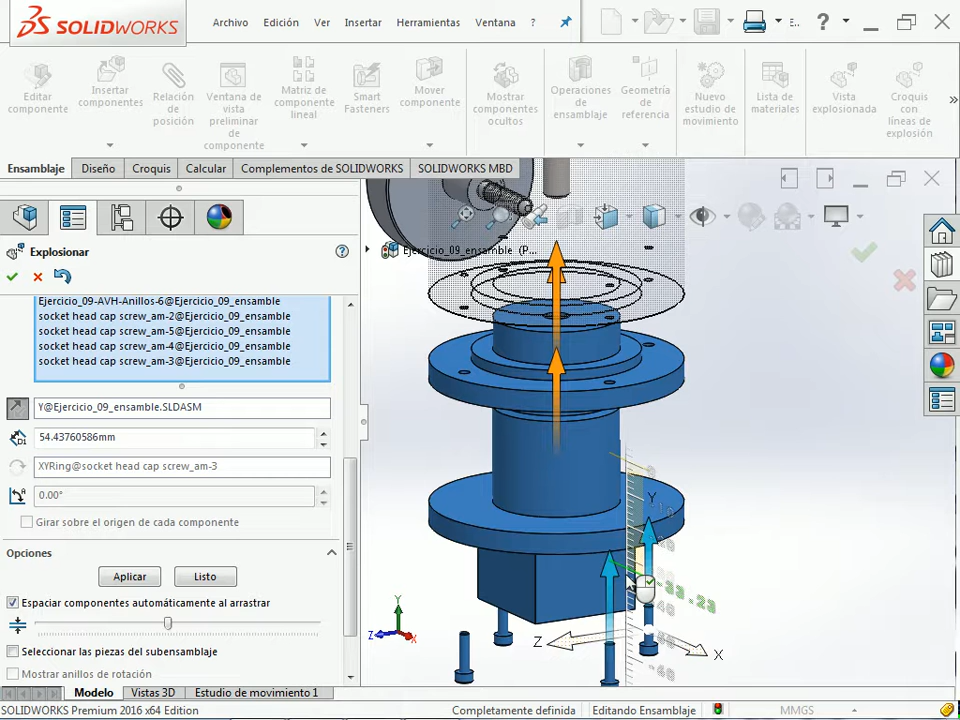 SOLIDWORKS
Archivo Edición Ver Insertar Herramientas Ventana ?
E.. ?
Editar componente
Insertar componentes
Relación de posición
Ventana de vista preliminar de componente
Matriz de componente lineal
Smart Fasteners
Mover componente
Mostrar componentes ocultos
Operaciones de ensamblaje
Geometría de referencia
Nuevo estudio de movimiento
Lista de materiales
Vista explosionada
Croquis con líneas de explosión
Ensamblaje Diseño Croquis Calcular Complementos de SOLIDWORKS SOLIDWORKS MBD
Explosionar
Ejercicio_09_ensamble (P...
Ejercicio_09-AVH-Anillos-6@Ejercicio_09_ensamble
socket head cap screw_am-2@Ejercicio_09_ensamble
socket head cap screw_am-5@Ejercicio_09_ensamble
socket head cap screw_am-4@Ejercicio_09_ensamble
socket head cap screw_am-3@Ejercicio_09_ensamble
Y@Ejercicio_09_ensamble.SLDASM
D1
54.43760586mm
XYRing@socket head cap screw_am-3
0.00°
Girar sobre el origen de cada componente
Opciones
Aplicar Listo
Espaciar componentes automáticamente al arrastrar
Seleccionar las piezas del subensamblaje
Mostrar anillos de rotación
Y
Z X
Y
Z X
Modelo Vistas 3D Estudio de movimiento 1
SOLIDWORKS Premium 2016 x64 Edition Completamente definida Editando Ensamblaje MMGS